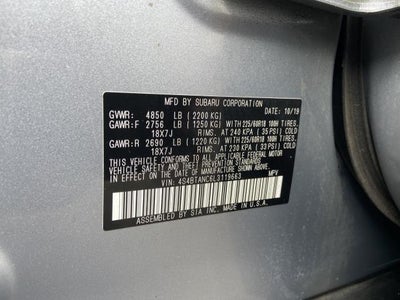 MFD BY SUBARU CORPORATION
GVWR: 4850 LB (2200 KG) DATE: 10/19
GAWR:F 2756 LB (1250 KG) WITH 225/60R18 100H TIRES.
18X7J RIMS. AT 240 KPA (35 PSI) COLD
GAWR:R 2690 LB (1220 KG) WITH 225/60R18 100H TIRES.
18X7J RIMS. AT 230 KPA (33 PSI) COLD
THIS VEHICLE CONFORMS TO ALL APPLICABLE FEDERAL MOTOR
VEHICLE SAFETY, BUMPER, AND THEFT PREVENTION
STANDARDS IN EFFECT ON THE DATE OF MANUFACTURE SHOWN ABOVE. MPV
VIN: 4S4BTANC6L3119663
ASSEMBLED BY SIA, INC. IN U.S.A.